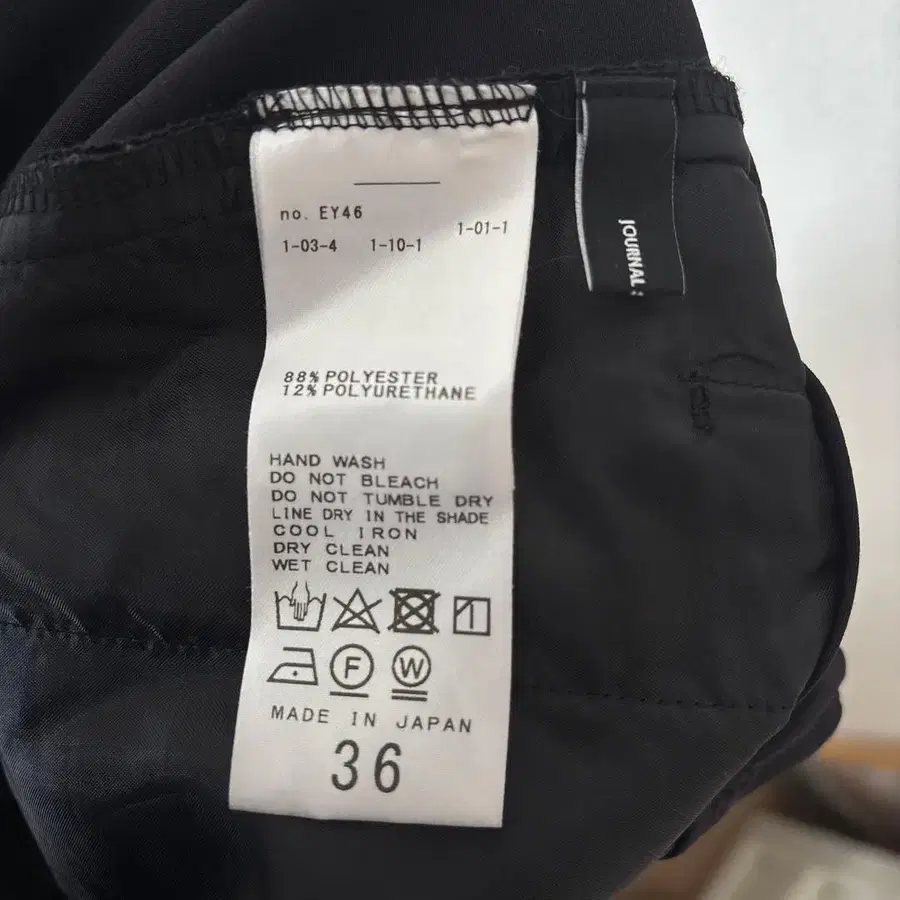 no. EY46
1-03-4 1-10-1 1-01-1
88% POLYESTER
12% POLYURETHANE
HAND WASH
DO NOT BLEACH
DO NOT TUMBLE DRY
LINE DRY IN THE SHADE
COOL IRON
DRY CLEAN
WET CLEAN
F W
MADE IN JAPAN
36
JOURNAL